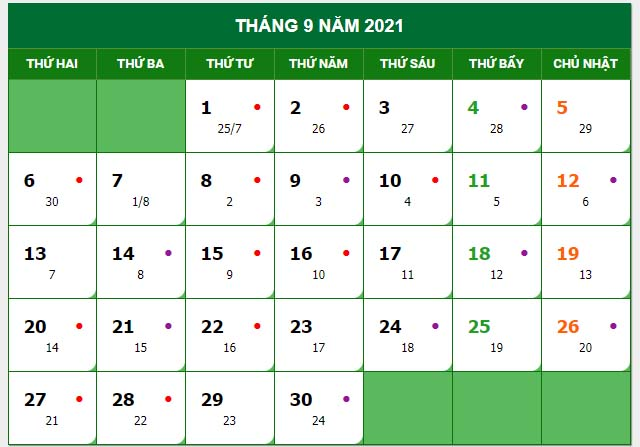 THÁNG 9 NĂM 2021
THỨ HAI THỨ BA THỨ TƯ THỨ NĂM THỨ SÁU THỨ BẨY CHỦ NHẬT
1 2 3 4 5
25/7 26 27 28 29
6 7 8 9 10 11 12
30 1/8 2 3 4 5 6
13 14 15 16 17 18 19
7 8 9 10 11 12 13
20 21 22 23 24 25 26
14 15 16 17 18 19 20
27 28 29 30
21 22 23 24